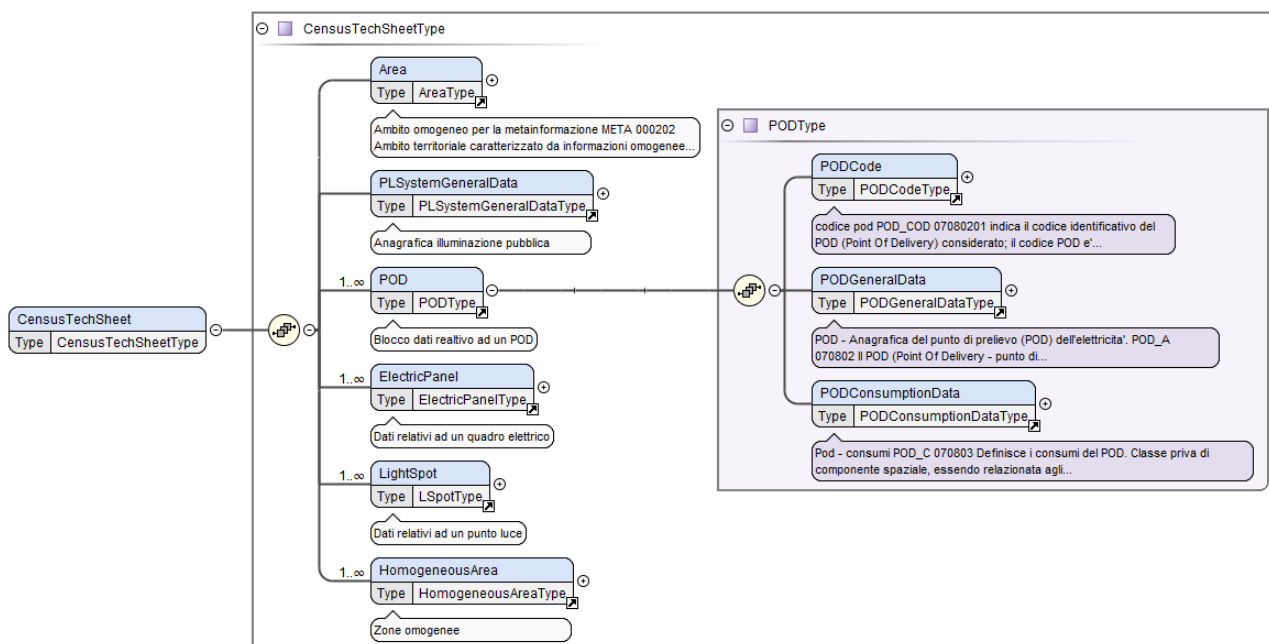 CensusTechSheetType
Area
Type AreaType
Ambito omogeneo per la metainformazione META 000202
Ambito territoriale caratterizzato da informazioni omogenee...
PLSystemGeneralData
Type PLSystemGeneralDataType
Anagrafica illuminazione pubblica
1..∞
POD
Type PODType
Blocco dati realtivo ad un POD
CensusTechSheet
Type CensusTechSheetType
1..∞
ElectricPanel
Type ElectricPanelType
Dati relativi ad un quadro elettrico
1..∞
LightSpot
Type LSpotType
Dati relativi ad un punto luce
1..∞
HomogeneousArea
Type HomogeneousAreaType
Zone omogenee
PODType
PODCode
Type PODCodeType
codice pod POD_COD 07080201 indica il codice identificativo del
POD (Point Of Delivery) considerato; il codice POD e'...
PODGeneralData
Type PODGeneralDataType
POD - Anagrafica del punto di prelievo (POD) dell'elettricita'. POD_A
070802 Il POD (Point Of Delivery - punto di...
PODConsumptionData
Type PODConsumptionDataType
Pod - consumi POD_C 070803 Definisce i consumi del POD. Classe priva di
componente spaziale, essendo relazionata agli...